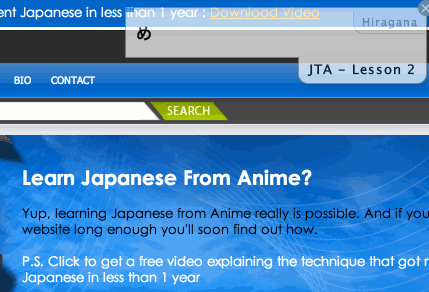 ent Japanese in less than 1 year : Download Video
Hiragana
め
JTA – Lesson 2
BIO CONTACT
SEARCH
Learn Japanese From Anime?
Yup, learning Japanese from Anime really is possible. And if you
website long enough you'll soon find out how.
P.S. Click to get a free video explaining the technique that got
Japanese in less than 1 year